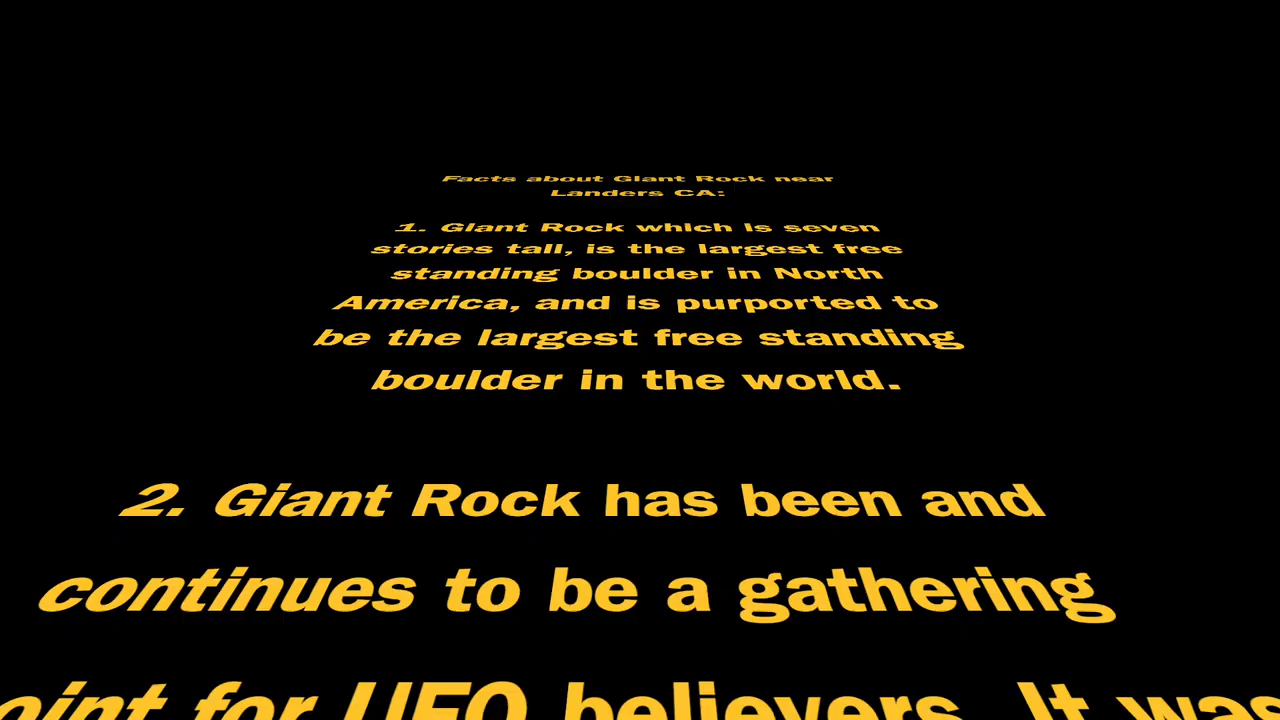 Facts about Giant Rock near
Landers CA:
1. Giant Rock which is seven
stories tall, is the largest free
standing boulder in North
America, and is purported to
be the largest free standing
boulder in the world.
2. Giant Rock has been and
continues to be a gathering
oint for UFO believers. It was